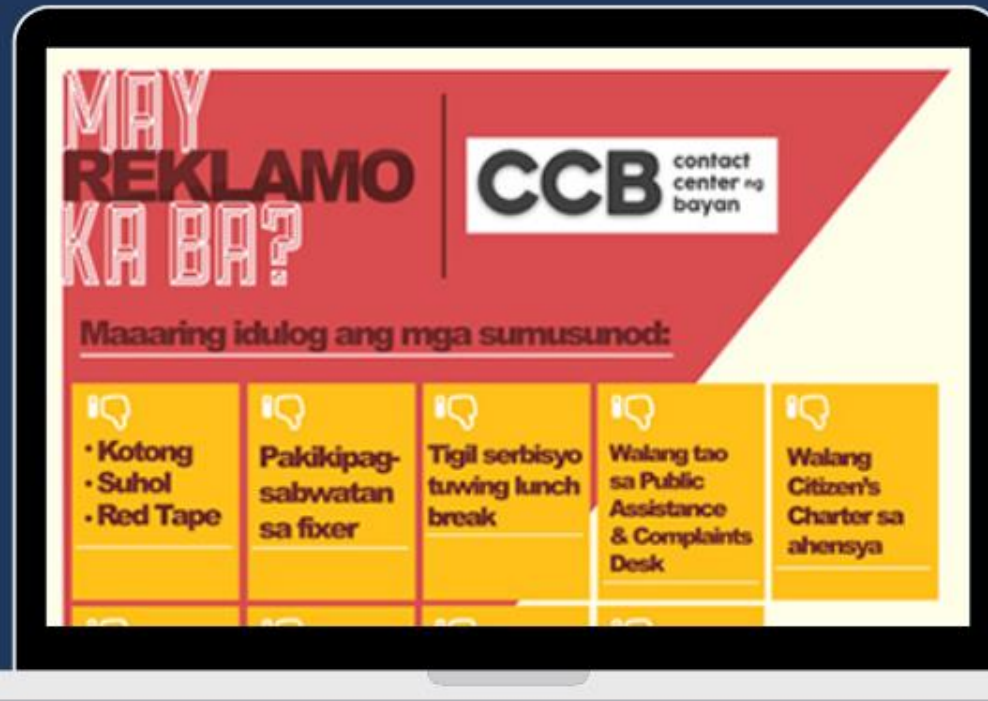 MAY
REKLAMO
KA BA?
CCB
contact
center ng
bayan
Maaaring idulog ang mga sumusunod:
• Kotong
• Suhol
• Red Tape
Pakikipag-
sabwatan
sa fixer
Tigil serbisyo
tuwing lunch
break
Walang tao
sa Public
Assistance
& Complaints
Desk
Walang
Citizen's
Charter sa
ahensya